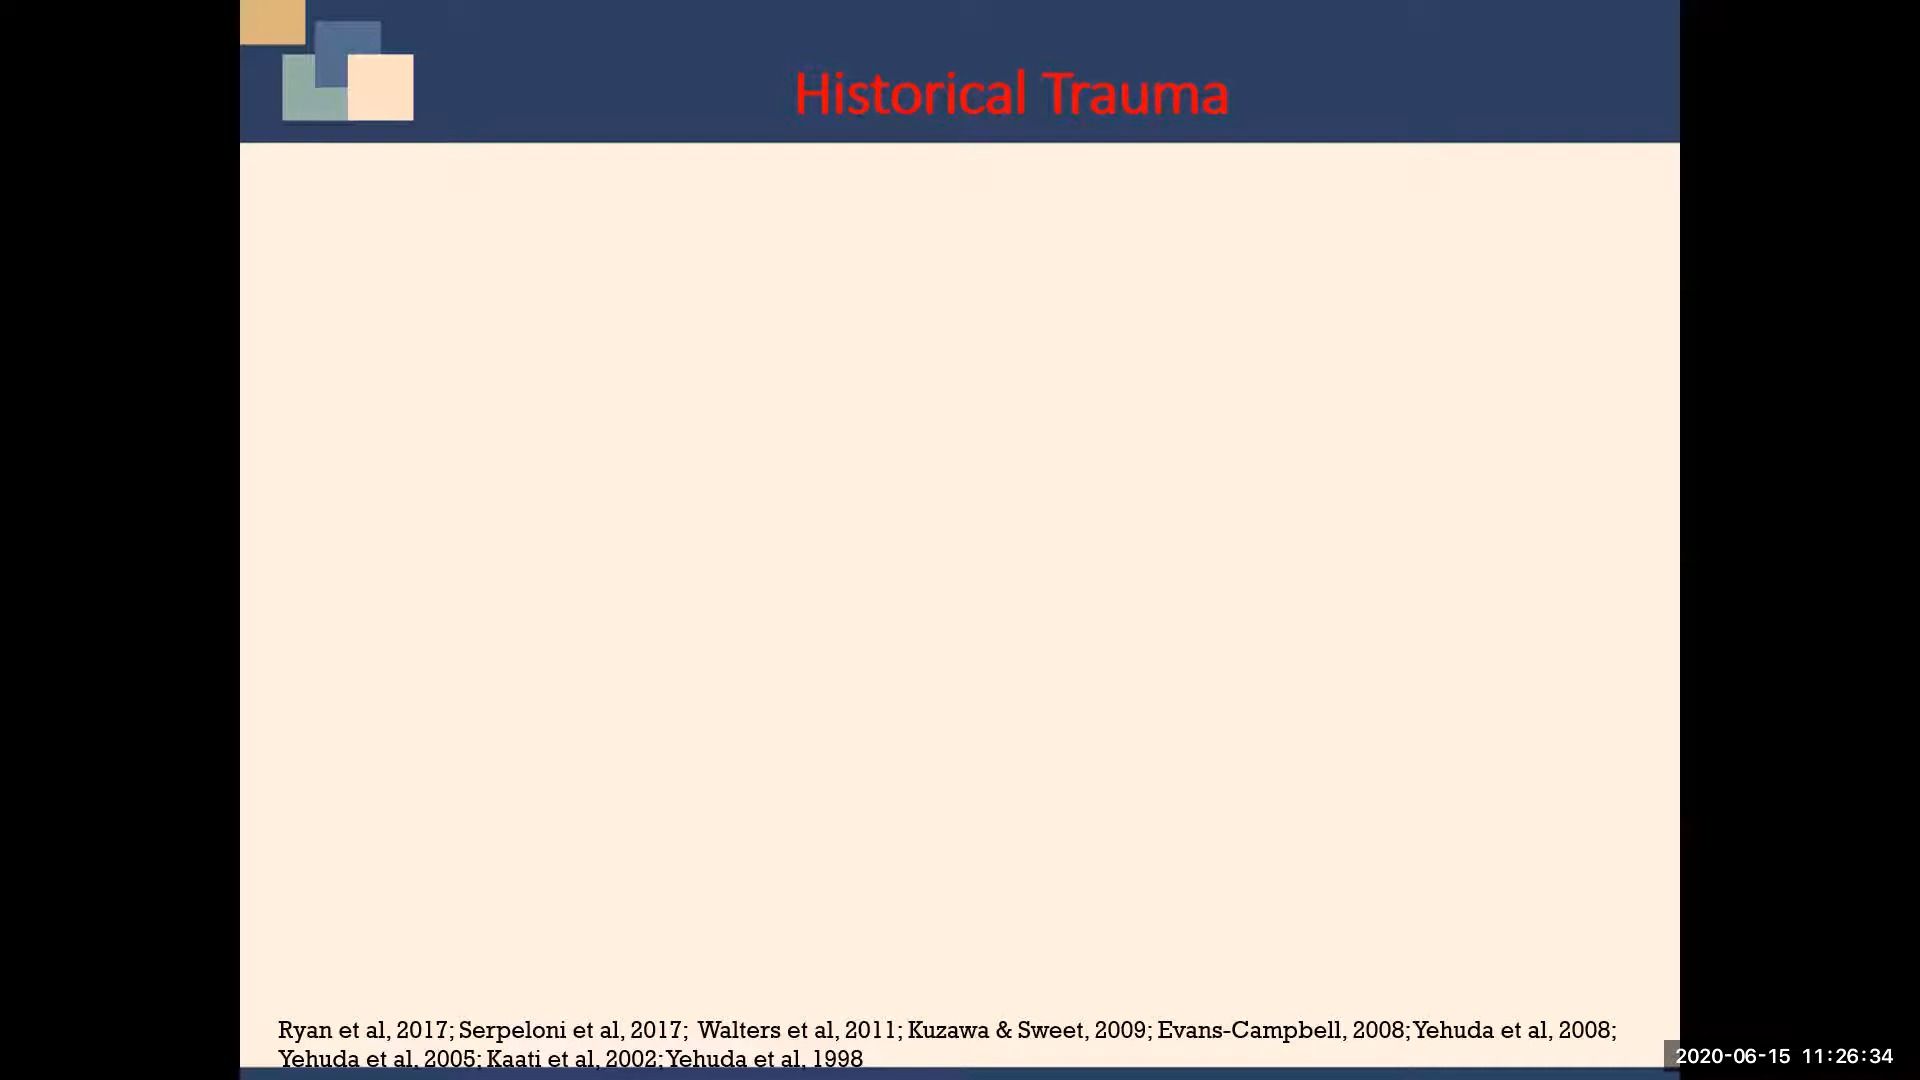 Historical Trauma
Ryan et al, 2017; Serpeloni et al, 2017; Walters et al, 2011; Kuzawa & Sweet, 2009; Evans-Campbell, 2008; Yehuda et al, 2008;
Yehuda et al, 2005; Kaati et al, 2002; Yehuda et al, 1998
2020-06-15 11:26:34